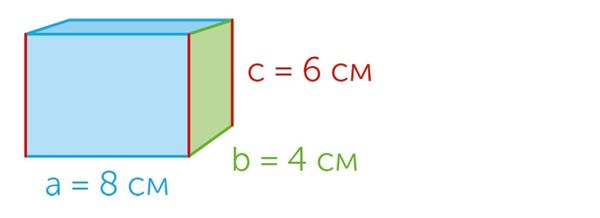 c = 6 см
b = 4 см
a = 8 см